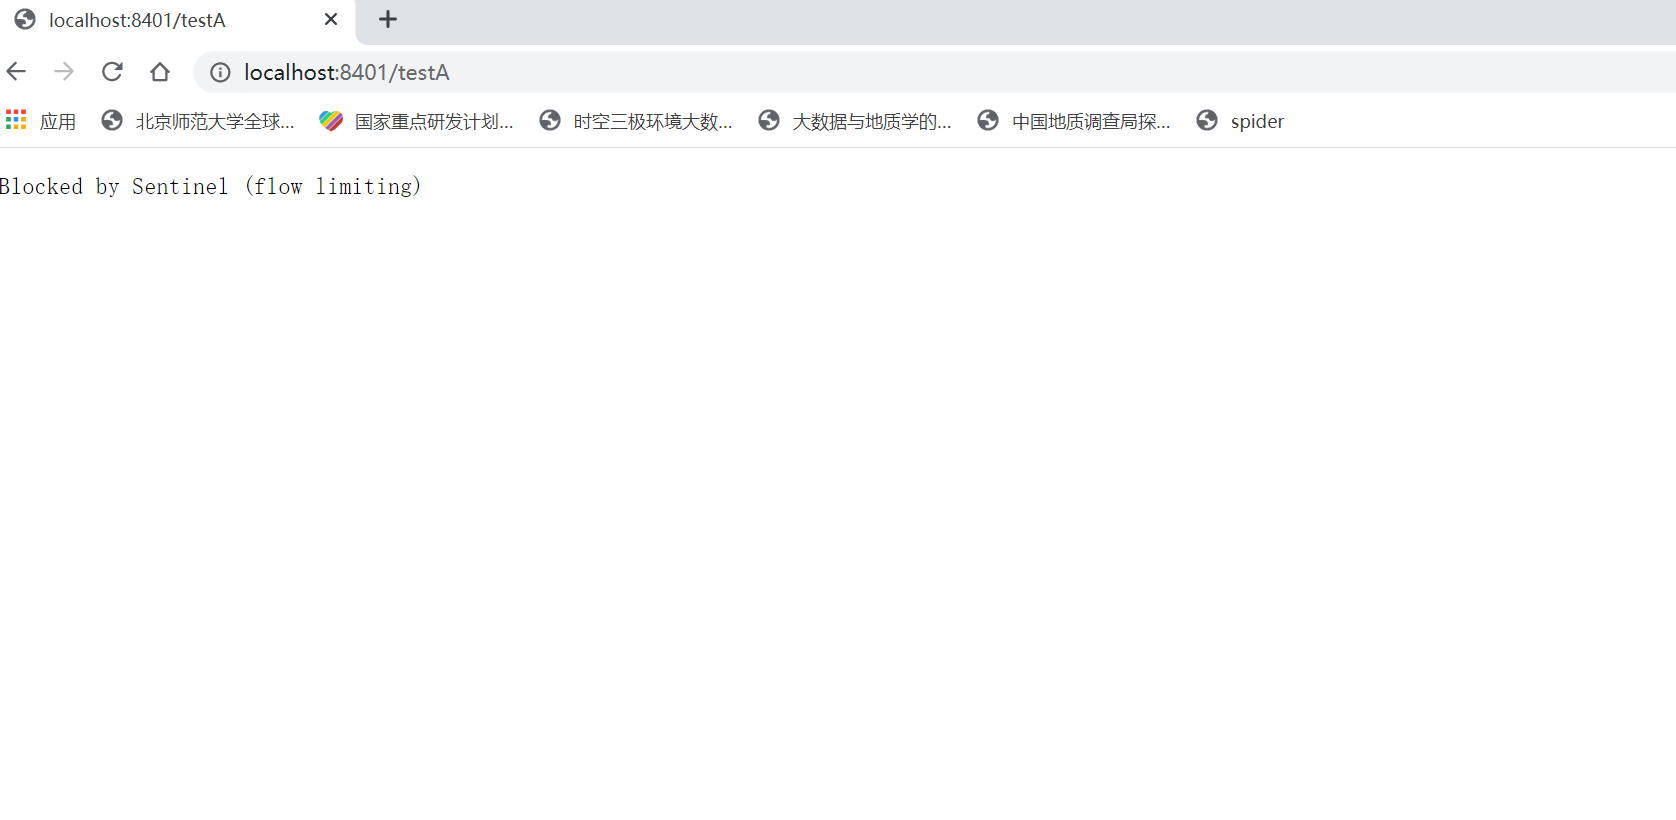 localhost:8401/testA
localhost:8401/testA
应用 北京师范大学全球... 国家重点研发计划... 时空三极环境大数... 大数据与地质学的... 中国地质调查局探... spider
Blocked by Sentinel (flow limiting)